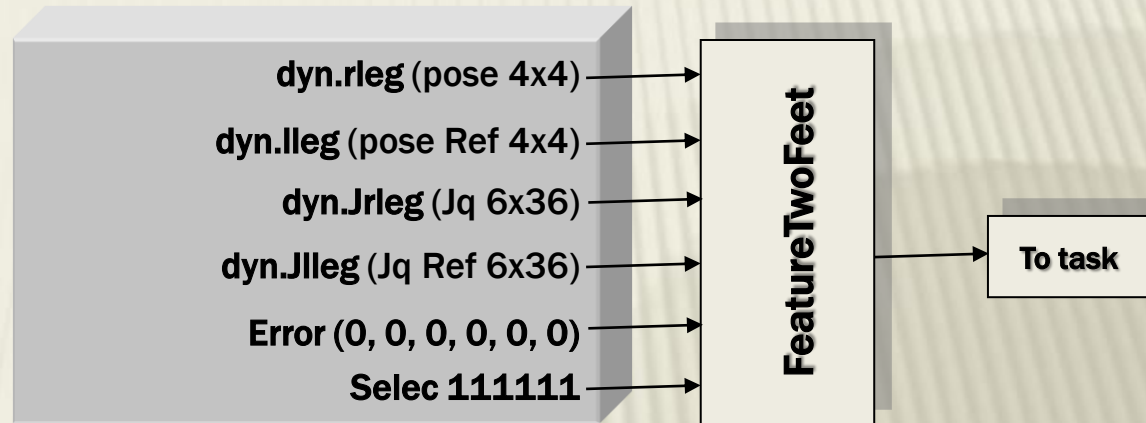 dyn.rleg (pose 4x4)
dyn.lleg (pose Ref 4x4)
dyn.Jrleg (Jq 6x36)
dyn.Jlleg (Jq Ref 6x36)
Error (0, 0, 0, 0, 0, 0)
Selec 111111
FeatureTwoFeet
To task